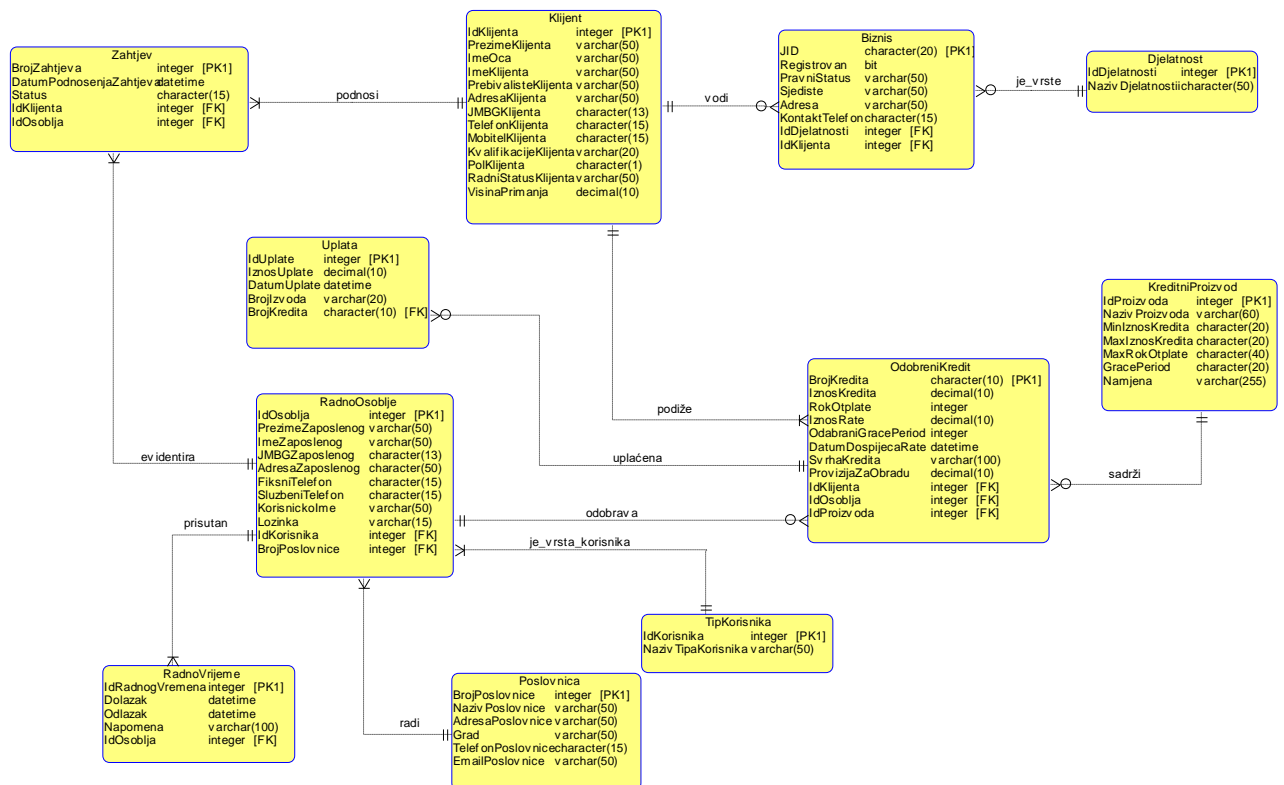 Zahtjev
BrojZahtjeva integer [PK1]
DatumPodnosenjaZahtjeva datetime
Status character(15)
IdKlijenta integer [FK]
IdOsoblja integer [FK]
podnosi
Klijent
IdKlijenta integer [PK1]
PrezimeKlijenta varchar(50)
ImeOca varchar(50)
ImeKlijenta varchar(50)
PrebivalisteKlijenta varchar(50)
AdresaKlijenta varchar(50)
JMBGKlijenta character(13)
TelefonKlijenta character(15)
MobitelKlijenta character(15)
KvalifikacijeKlijenta varchar(20)
PolKlijenta character(1)
RadniStatusKlijenta varchar(50)
VisinaPrimanja decimal(10)
vodi
Biznis
JID character(20) [PK1]
Registrovan bit
PravniStatus varchar(50)
Sjediste varchar(50)
Adresa varchar(50)
KontaktTelefon character(15)
IdDjelatnosti integer [FK]
IdKlijenta integer [FK]
je_vrste
Djelatnost
IdDjelatnosti integer [PK1]
NazivDjelatnostii character(50)
Uplata
IdUplate integer [PK1]
IznosUplate decimal(10)
DatumUplate datetime
BrojIzvoda varchar(20)
BrojKredita character(10) [FK]
KreditniProizvod
IdProizvoda integer [PK1]
NazivProizvoda varchar(60)
MinIznosKredita character(20)
MaxIznosKredita character(20)
MaxRokOtplate character(40)
GracePeriod character(20)
Namjena varchar(255)
OdobreniKredit
BrojKredita character(10) [PK1]
IznosKredita decimal(10)
RokOtplate integer
IznosRate decimal(10)
OdabraniGracePeriod integer
DatumDospijecaRate datetime
SvrhaKredita varchar(100)
ProvizijaZaObradu decimal(10)
IdKlijenta integer [FK]
IdOsoblja integer [FK]
IdProizvoda integer [FK]
podiže
uplaćena
sadrži
odobrava
je_vrsta_korisnika
evidentira
prisutan
RadnoOsoblje
IdOsoblja integer [PK1]
PrezimeZaposlenog varchar(50)
ImeZaposlenog varchar(50)
JMBGZaposlenog character(13)
AdresaZaposlenog character(50)
FiksniTelefon character(15)
SluzbeniTelefon character(15)
KorisnickoIme varchar(50)
Lozinka varchar(15)
IdKorisnika integer [FK]
BrojPoslovnice integer [FK]
TipKorisnika
IdKorisnika integer [PK1]
NazivTipaKorisnika varchar(50)
RadnoVrijeme
IdRadnogVremena integer [PK1]
Dolazak datetime
Odlazak datetime
Napomena varchar(100)
IdOsoblja integer [FK]
radi
Poslovnica
BrojPoslovnice integer [PK1]
NazivPoslovnice varchar(50)
AdresaPoslovnice varchar(50)
Grad varchar(50)
TelefonPoslovnice character(15)
EmailPoslovnice varchar(50)